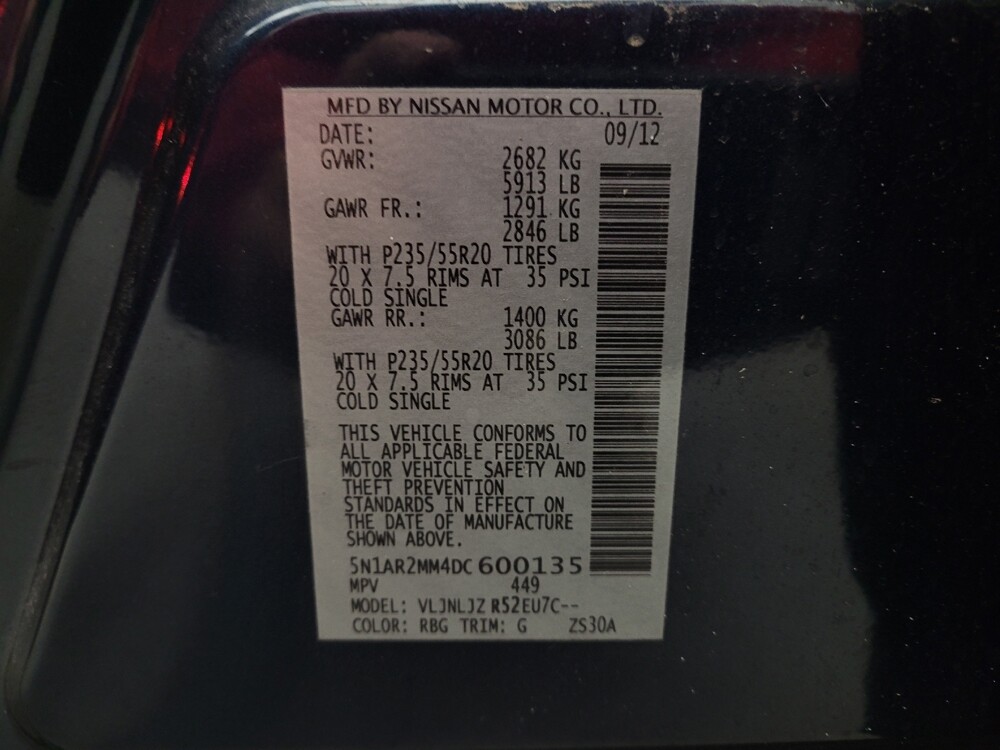 MFD BY NISSAN MOTOR CO., LTD.
DATE: 09/12
GVWR: 2682 KG
5913 LB
GAWR FR.: 1291 KG
2846 LB
WITH P235/55R20 TIRES
20 X 7.5 RIMS AT 35 PSI
COLD SINGLE
GAWR RR.: 1400 KG
3086 LB
WITH P235/55R20 TIRES
20 X 7.5 RIMS AT 35 PSI
COLD SINGLE
THIS VEHICLE CONFORMS TO
ALL APPLICABLE FEDERAL
MOTOR VEHICLE SAFETY AND
THEFT PREVENTION
STANDARDS IN EFFECT ON
THE DATE OF MANUFACTURE
SHOWN ABOVE.
5N1AR2MM4DC600135
MPV 449
MODEL: VLJNLJZ R52EU7C--
COLOR: RBG TRIM: G ZS30A